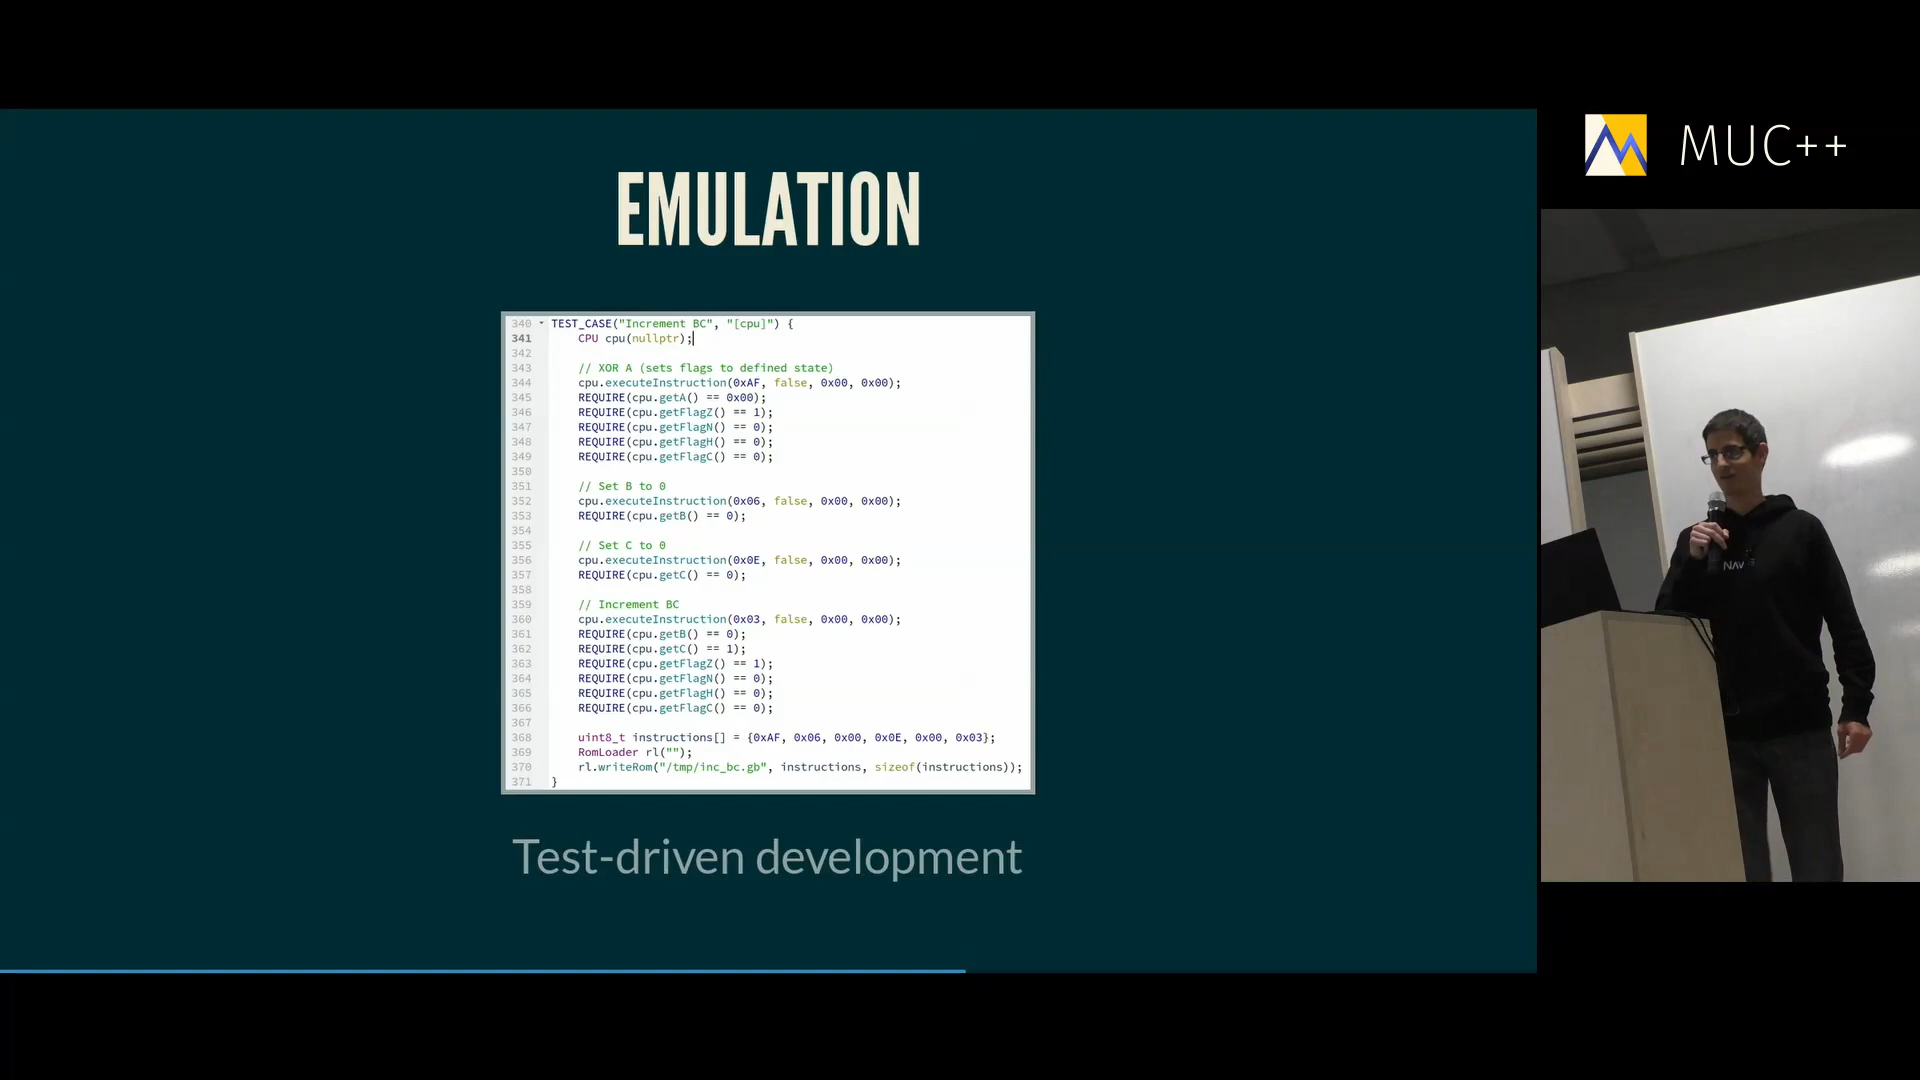 MUC++
EMULATION
340 TEST_CASE("Increment BC", "[cpu]") {
341 CPU cpu(nullptr);
342
343 // XOR A (sets flags to defined state)
344 cpu.executeInstruction(0xAF, false, 0x00, 0x00);
345 REQUIRE(cpu.getA() == 0x00);
346 REQUIRE(cpu.getFlagZ() == 1);
347 REQUIRE(cpu.getFlagN() == 0);
348 REQUIRE(cpu.getFlagH() == 0);
349 REQUIRE(cpu.getFlagC() == 0);
350
351 // Set B to 0
352 cpu.executeInstruction(0x06, false, 0x00, 0x00);
353 REQUIRE(cpu.getB() == 0);
354
355 // Set C to 0
356 cpu.executeInstruction(0x0E, false, 0x00, 0x00);
357 REQUIRE(cpu.getC() == 0);
358
359 // Increment BC
360 cpu.executeInstruction(0x03, false, 0x00, 0x00);
361 REQUIRE(cpu.getB() == 0);
362 REQUIRE(cpu.getC() == 1);
363 REQUIRE(cpu.getFlagZ() == 1);
364 REQUIRE(cpu.getFlagN() == 0);
365 REQUIRE(cpu.getFlagH() == 0);
366 REQUIRE(cpu.getFlagC() == 0);
367
368 uint8_t instructions[] = {0xAF, 0x06, 0x00, 0x0E, 0x00, 0x03};
369 RomLoader rl("");
370 rl.writeRom("/tmp/inc_bc.gb", instructions, sizeof(instructions));
371 }
Test-driven development